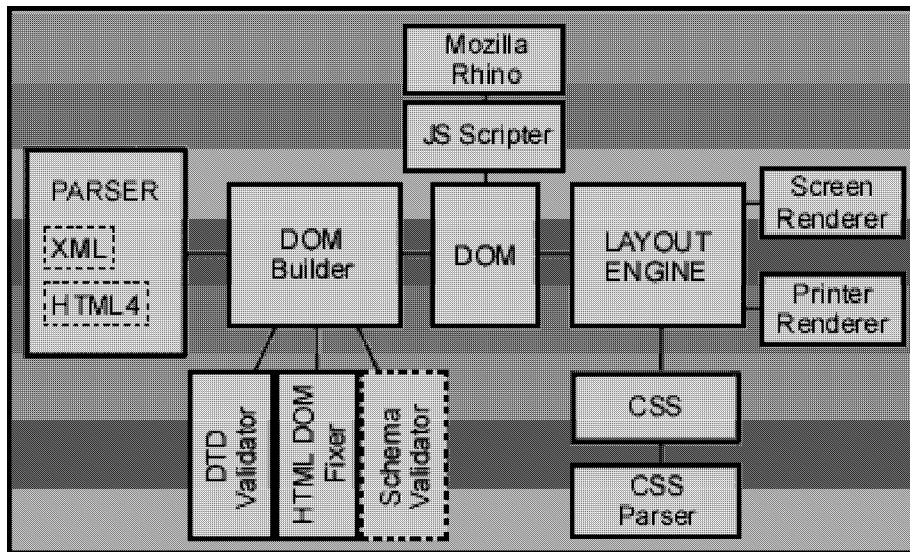 Mozilla
Rhino
JS Scripter
PARSER
XML
HTML4
DOM
Builder
DOM
LAYOUT
ENGINE
Screen
Renderer
Printer
Renderer
DTD
Validator
HTML DOM
Fixer
Schema
Validator
CSS
CSS
Parser